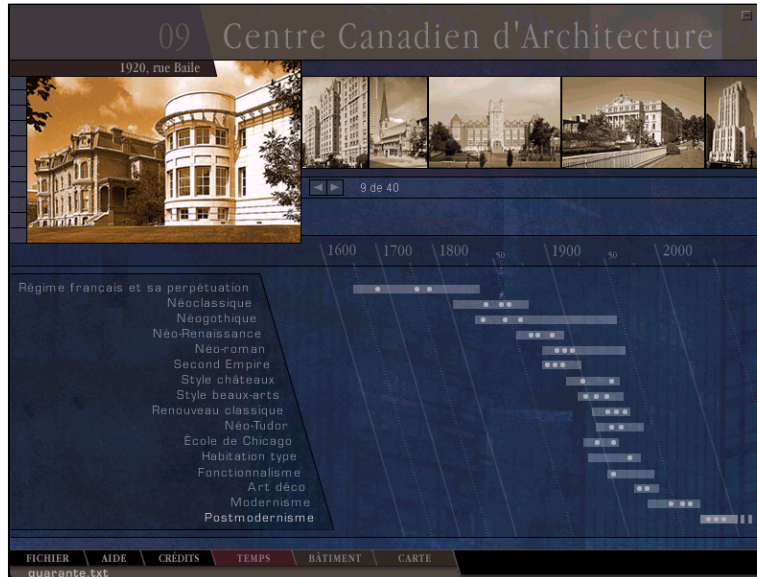 09 Centre Canadien d'Architecture
1920, rue Baile
9 de 40
1600 1700 1800 50 1900 50 2000
Régime français et sa perpétuation
Néoclassique
Néogothique
Néo-Renaissance
Néo-roman
Second Empire
Style châteaux
Style beaux-arts
Renouveau classique
Néo-Tudor
École de Chicago
Habitation type
Fonctionnalisme
Art déco
Modernisme
Postmodernisme
FICHIER AIDE CRÉDITS TEMPS BÂTIMENT CARTE
quarante.txt